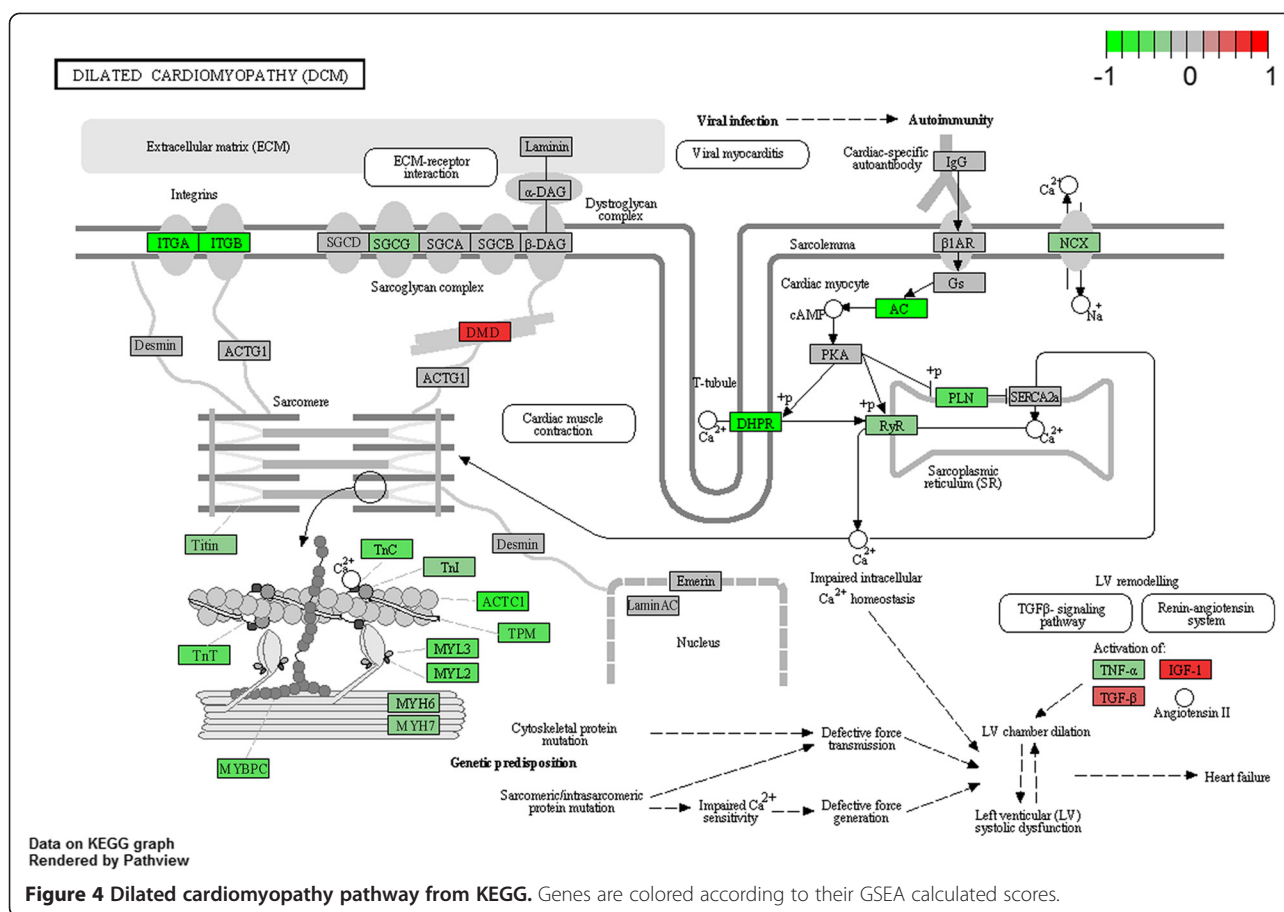 -1 0 1
DILATED CARDIOMYOPATHY (DCM)
Viral infection
Autoimmunity
Extracellular matrix (ECM)
Laminin
ECM-receptor
interaction
Viral myocarditis
Cardiac-specific
autoantibody
IgG
α-DAG
Integrins
Dystroglycan
complex
Ca2+
ITGA
ITGB
SGCD
SGCG
SGCA
SGCB
β-DAG
Sarcolemma
β1AR
NCX
Sarcoglycan complex
Cardiac myocyte
Gs
cAMP
AC
Na+
DMD
Desmin
ACTG1
PKA
ACTG1
+p
T-tubule
+p
+p
PLN
SERCA2a
Sarcomere
Cardiac muscle
contraction
Ca2+
DHPR
RyR
Ca2+
Sarcoplasmic
reticulum (SR)
Titin
Desmin
TnC
Ca2+
TnI
Ca2+
Impaired intracellular
Ca2+ homeostasis
Emerin
LaminAC
Nucleus
LV remodelling
TGFβ- signaling
pathway
Renin-angiotensin
system
ACTC1
TPM
TnT
MYL3
MYL2
Activation of:
TNF-α
IGF-1
TGF-β
Angiotensin II
MYH6
MYH7
MYBPC
Cytoskeletal protein
mutation
Defective force
transmission
LV chamber dilation
Genetic predisposition
Sarcomeric/intrasarcomeric
protein mutation
Impaired Ca2+
sensitivity
Defective force
generation
Heart failure
Left venticular (LV)
systolic dysfunction
Data on KEGG graph
Rendered by Pathview
Figure 4 Dilated cardiomyopathy pathway from KEGG. Genes are colored according to their GSEA calculated scores.